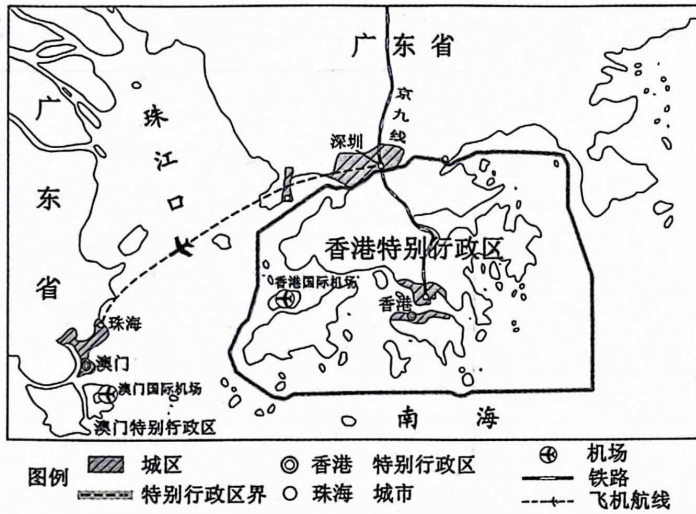 广东省
京九线
珠江口
广东省
深圳
香港特别行政区
香港国际机场
香港
珠海
澳门
澳门国际机场
澳门特别行政区
南海
图例
城区
香港 特别行政区
机场
铁路
特别行政区界
珠海 城市
飞机航线